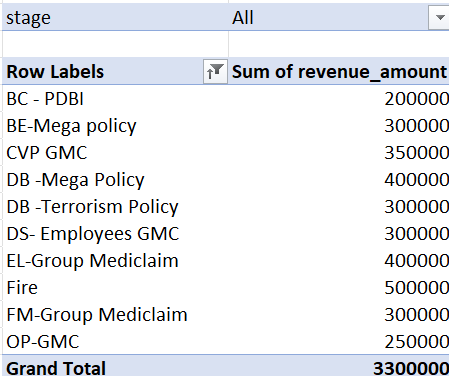 stage All
Row Labels Sum of revenue_amount
BC - PDBI 200000
BE-Mega policy 300000
CVP GMC 350000
DB -Mega Policy 400000
DB -Terrorism Policy 300000
DS- Employees GMC 300000
EL-Group Mediclaim 400000
Fire 500000
FM-Group Mediclaim 300000
OP-GMC 250000
Grand Total 3300000